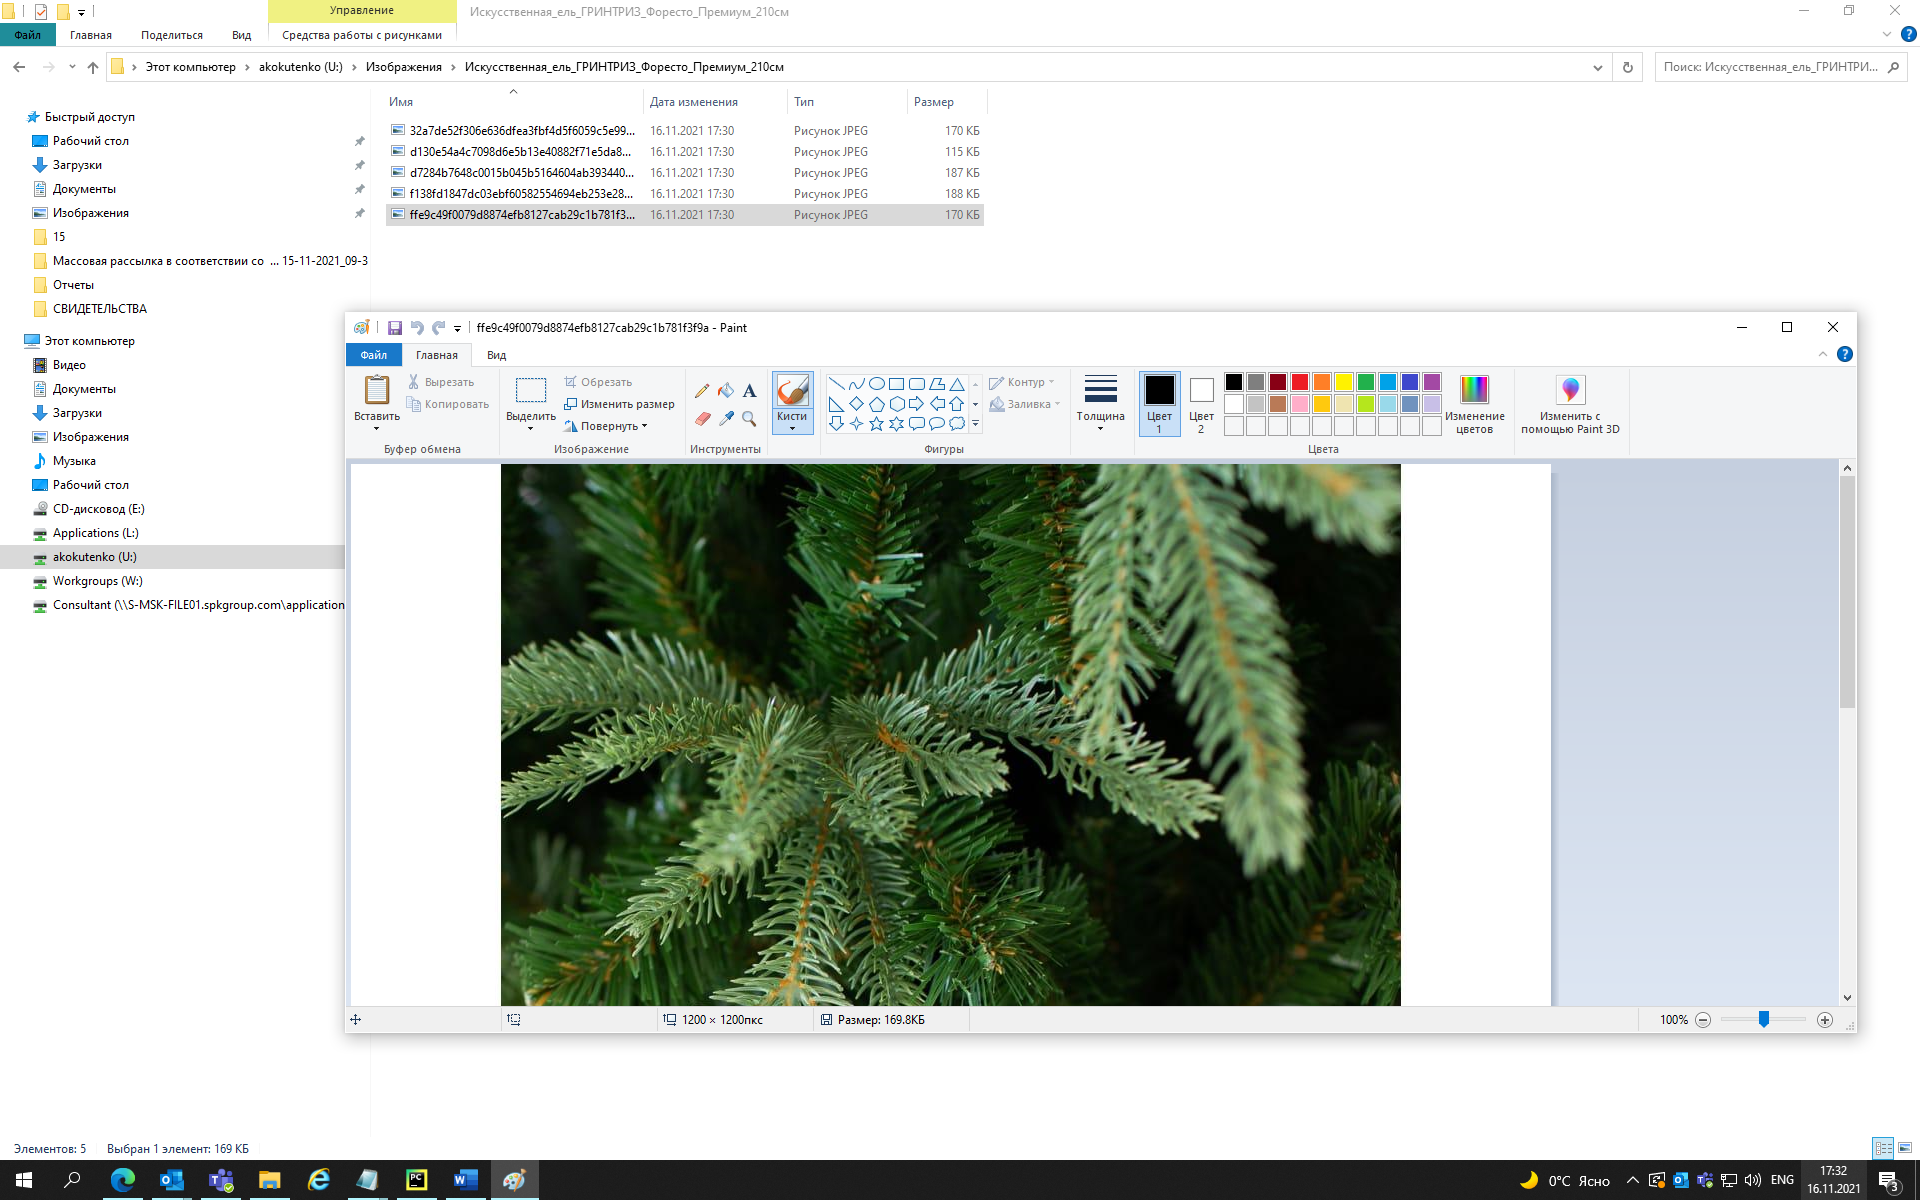 Управление
Искусственная_ель_ГРИНТРИЗ_Форесто_Премиум_210см
Файл
Главная
Поделиться
Вид
Средства работы с рисунками
Этот компьютер
akokutenko (U:)
Изображения
Искусственная_ель_ГРИНТРИЗ_Форесто_Премиум_210см
Поиск: Искусственная_ель_ГРИНТРИ...
Быстрый доступ
Рабочий стол
Загрузки
Документы
Изображения
15
Массовая рассылка в соответствии со ... 15-11-2021_09-3
Отчеты
СВИДЕТЕЛЬСТВА
Этот компьютер
Видео
Документы
Загрузки
Изображения
Музыка
Рабочий стол
CD-дисковод (E:)
Applications (L:)
akokutenko (U:)
Workgroups (W:)
Consultant (\\S-MSK-FILE01.spkgroup.com\application
Имя Дата изменения Тип Размер
32a7de52f306e636dfea3fbf4d5f6059c5e99... 16.11.2021 17:30 Рисунок JPEG 170 КБ
d130e54a4c7098d6e5b13e40882f71e5da8... 16.11.2021 17:30 Рисунок JPEG 115 КБ
d7284b7648c0015b045b5164604ab393440... 16.11.2021 17:30 Рисунок JPEG 187 КБ
f138fd1847dc03ebf60582554694eb253e28... 16.11.2021 17:30 Рисунок JPEG 188 КБ
ffe9c49f0079d8874efb8127cab29c1b781f3... 16.11.2021 17:30 Рисунок JPEG 170 КБ
ffe9c49f0079d8874efb8127cab29c1b781f3f9a - Paint
Файл
Главная
Вид
Вставить
Вырезать
Копировать
Буфер обмена
Выделить
Обрезать
Изменить размер
Повернуть
Изображение
Инструменты
Кисти
Контур
Заливка
Фигуры
Толщина
Цвет
1
Цвет
2
Изменение
цветов
Цвета
Изменить с
помощью Paint 3D
1200 × 1200пкс
Размер: 169.8КБ
100%
Элементов: 5
Выбран 1 элемент: 169 КБ
0°C Ясно
ENG
17:32
16.11.2021
3